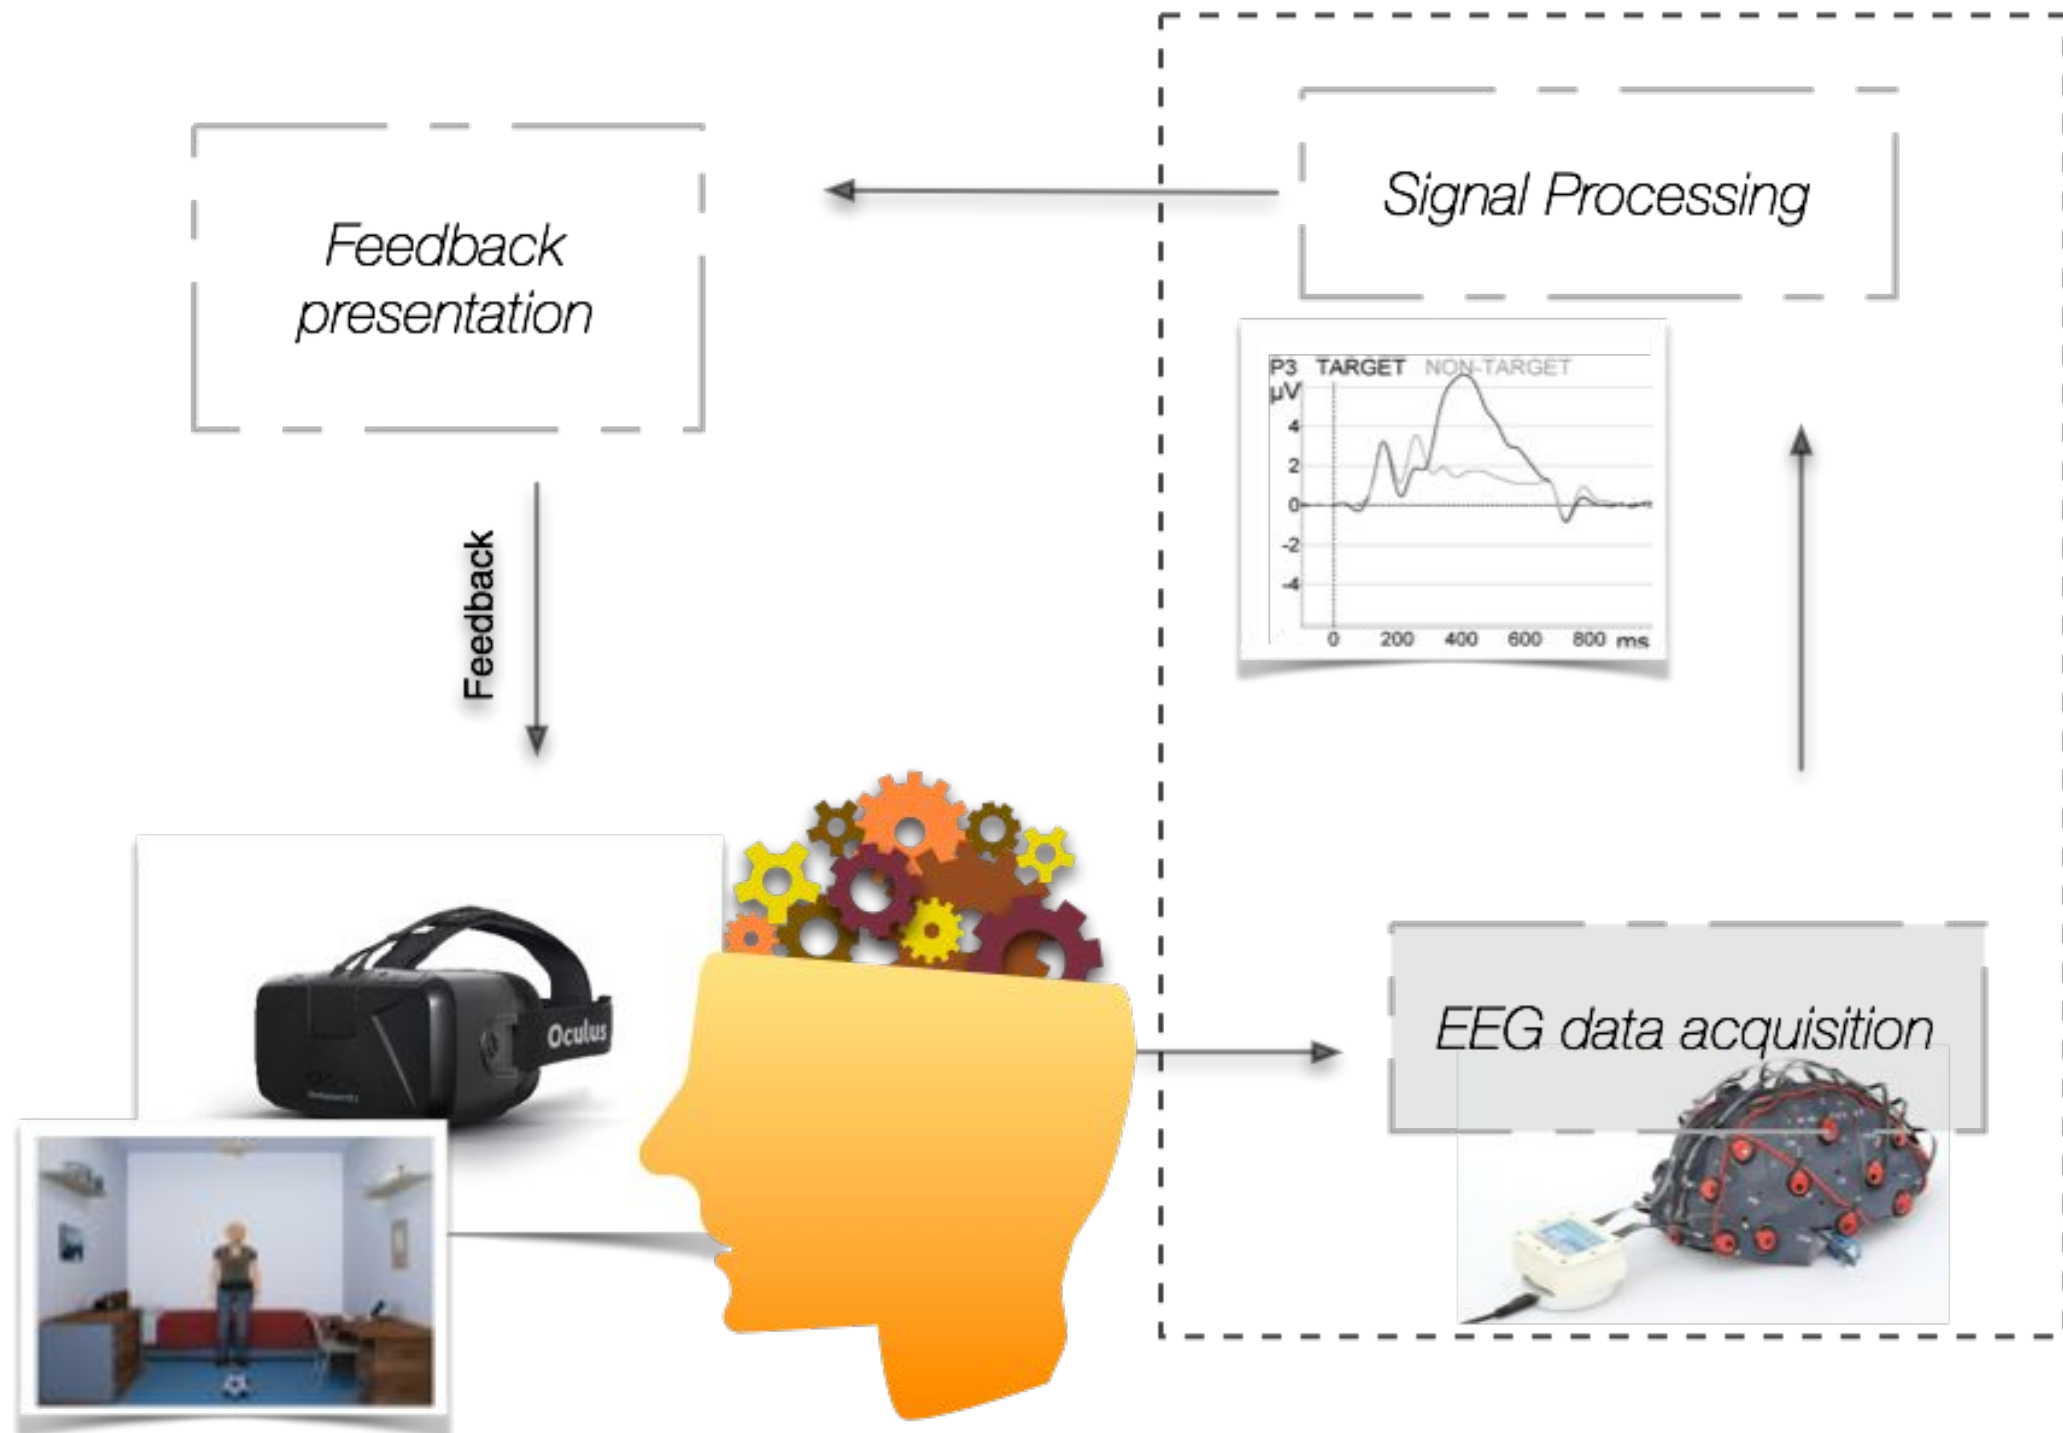 Signal Processing
Feedback
presentation
P3 TARGET NON-TARGET
µV
4
2
0
-2
-4
0 200 400 600 800 ms
Feedback
Oculus
EEG data acquisition